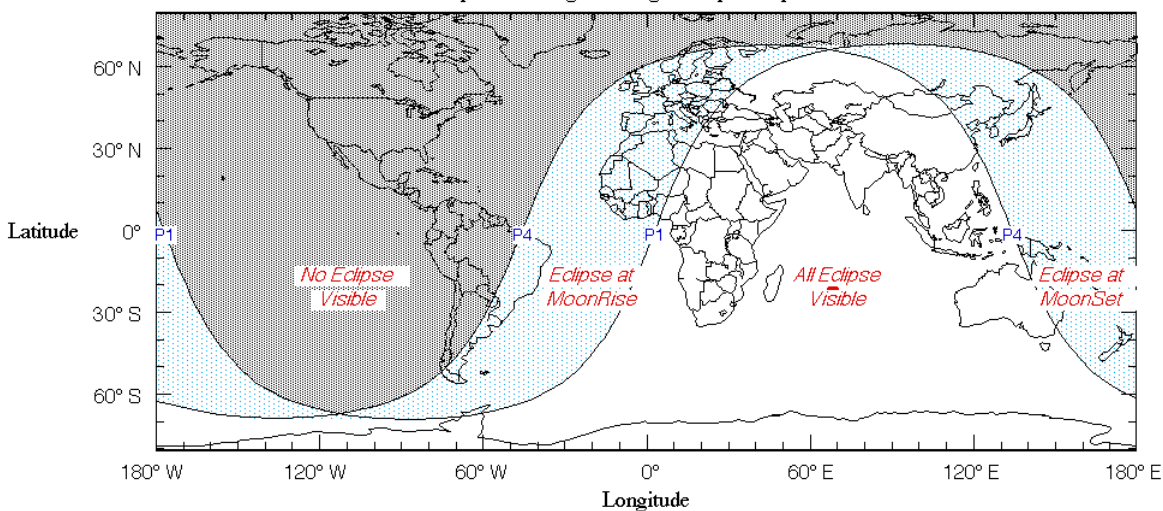 60° N
30° N
Latitude
0°
P1
P4
P1
P4
No Eclipse
Visible
Eclipse at
MoonRise
All Eclipse
Visible
Eclipse at
MoonSet
30° S
60° S
180° W
120° W
60° W
0°
60° E
120° E
180° E
Longitude